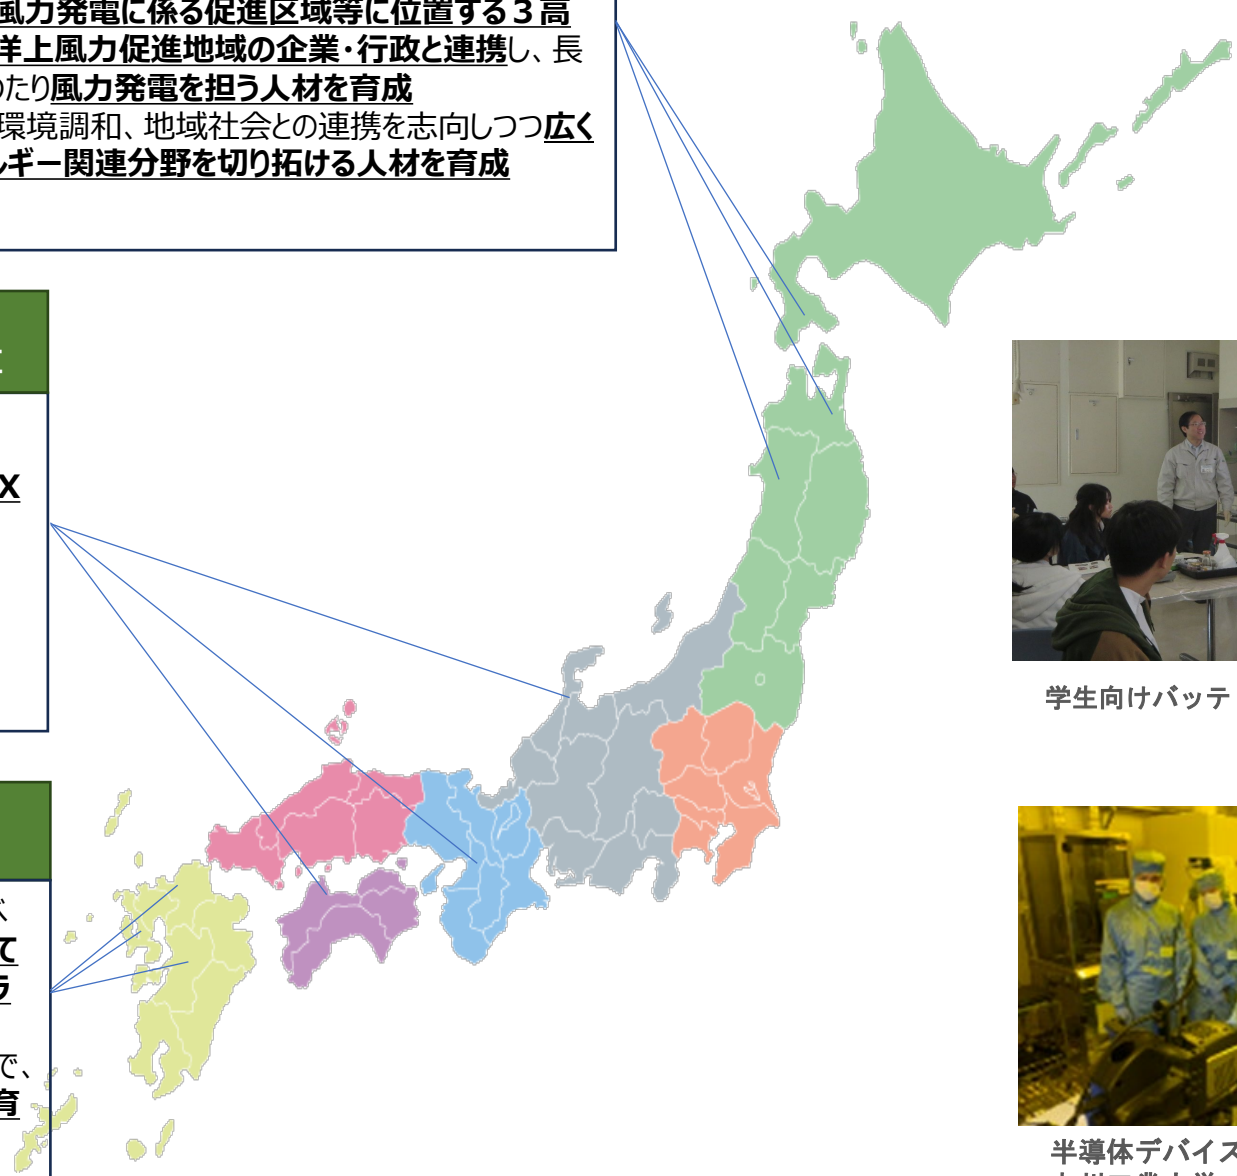 風力発電に係る促進区域等に位置する３高
洋上風力促進地域の企業・行政と連携し、長
わたり風力発電を担う人材を育成
環境調和、地域社会との連携を志向しつつ広く
ルギー関連分野を切り拓ける人材を育成
X
て
ラ
で、
育
学生向けバッテ
半導体デバイス